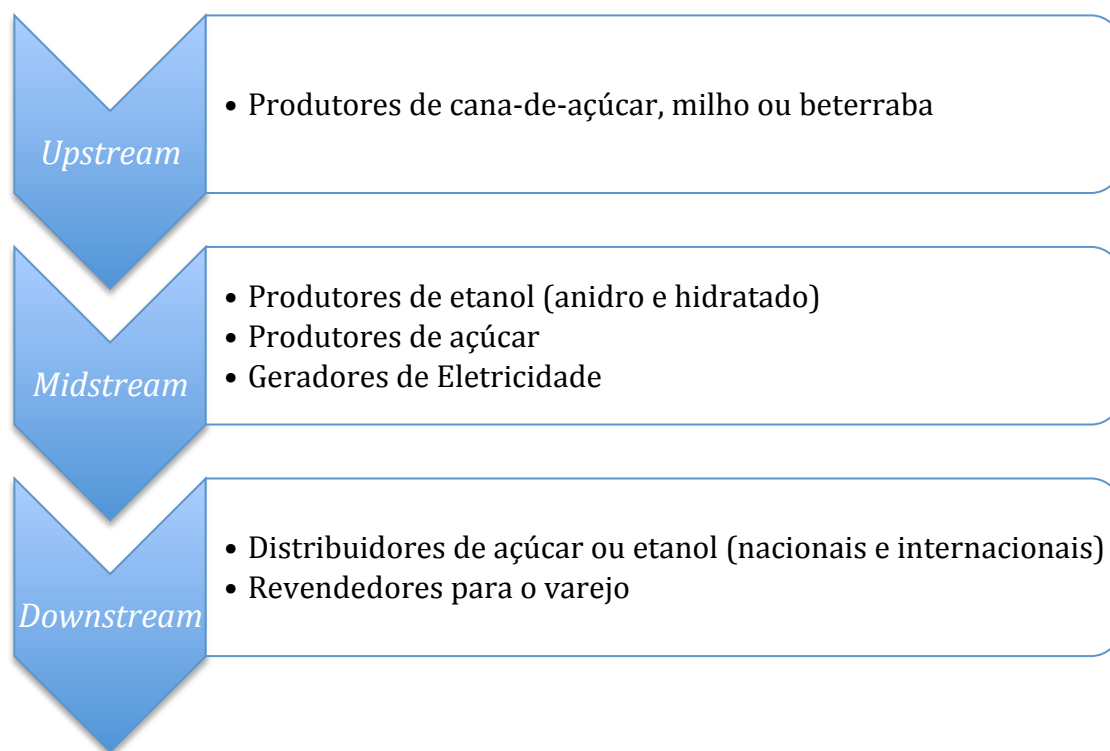 Upstream
• Produtores de cana-de-açúcar, milho ou beterraba
Midstream
• Produtores de etanol (anidro e hidratado)
• Produtores de açúcar
• Geradores de Eletricidade
Downstream
• Distribuidores de açúcar ou etanol (nacionais e internacionais)
• Revendedores para o varejo